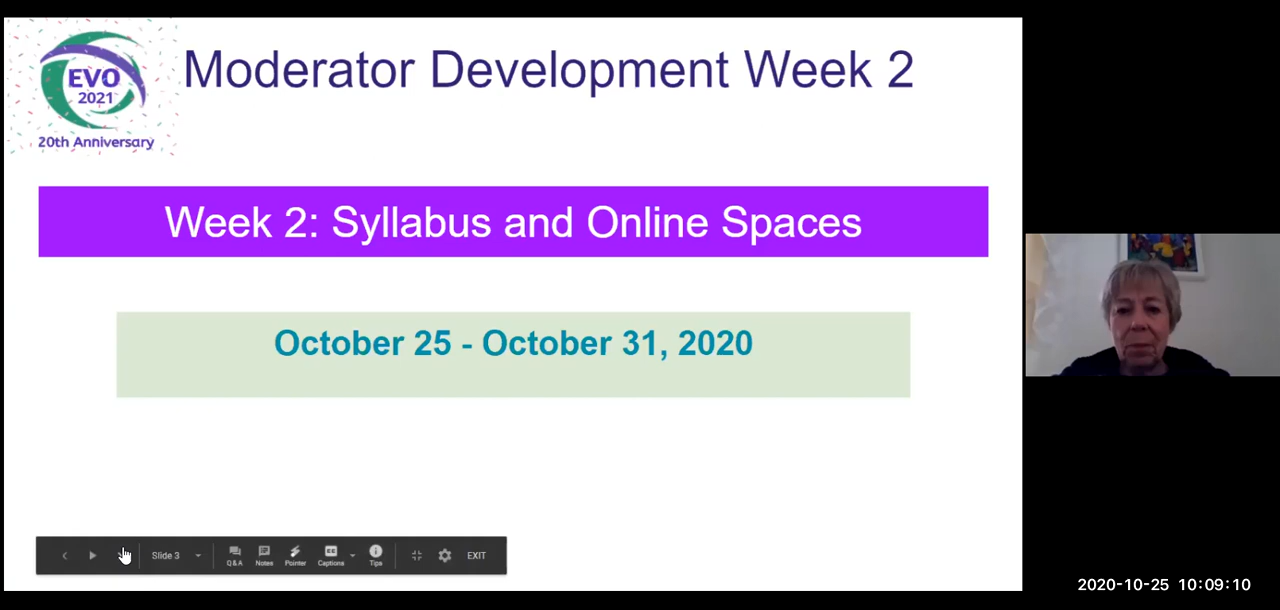 EVO
2021
20th Anniversary
Moderator Development Week 2
Week 2: Syllabus and Online Spaces
October 25 - October 31, 2020
Slide 3
Q&A
Notes
Pointer
CC
Captions
Tips
EXIT
2020-10-25 10:09:10